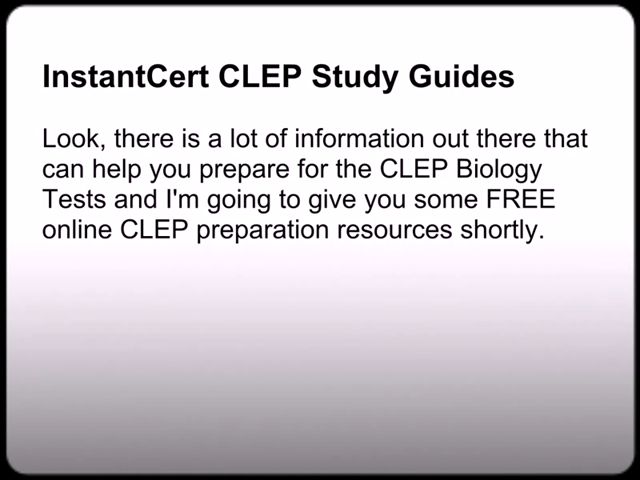 InstantCert CLEP Study Guides
Look, there is a lot of information out there that
can help you prepare for the CLEP Biology
Tests and I'm going to give you some FREE
online CLEP preparation resources shortly.